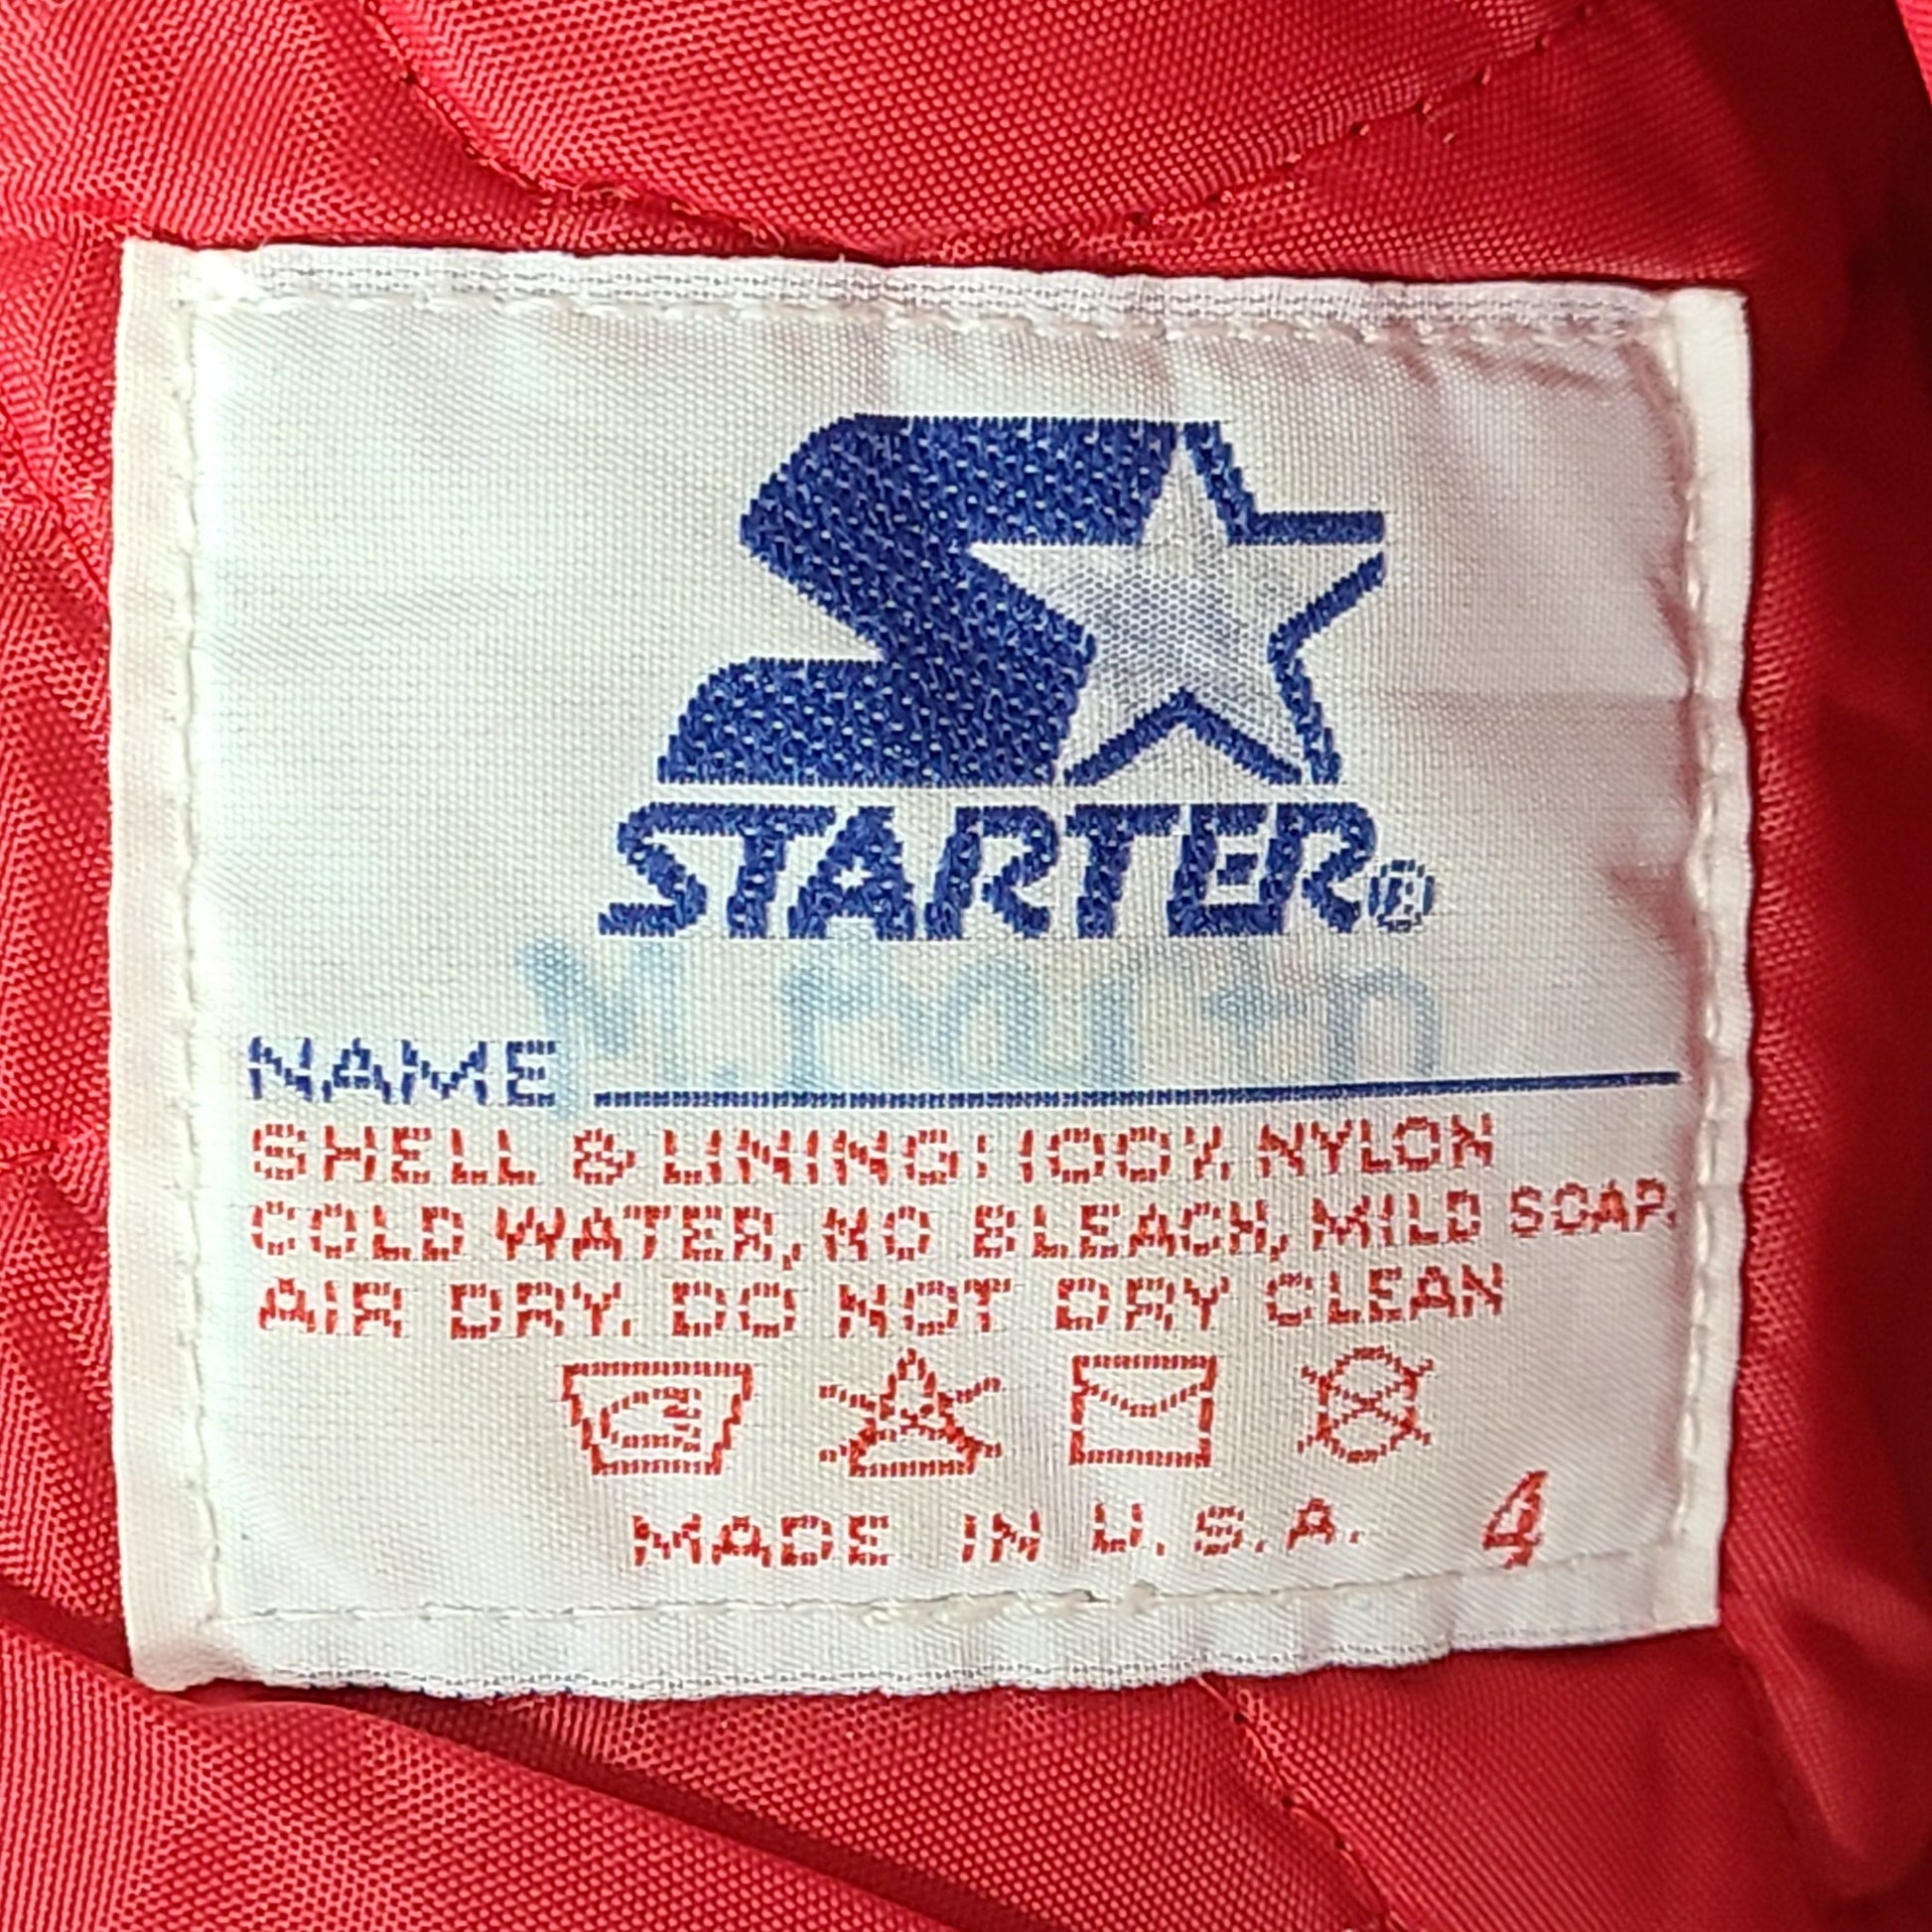 STARTER®
NAME
SHELL & LINING: 100% NYLON
COLD WATER, NO BLEACH, MILD SOAP.
AIR DRY. DO NOT DRY CLEAN
MADE IN U.S.A. 4